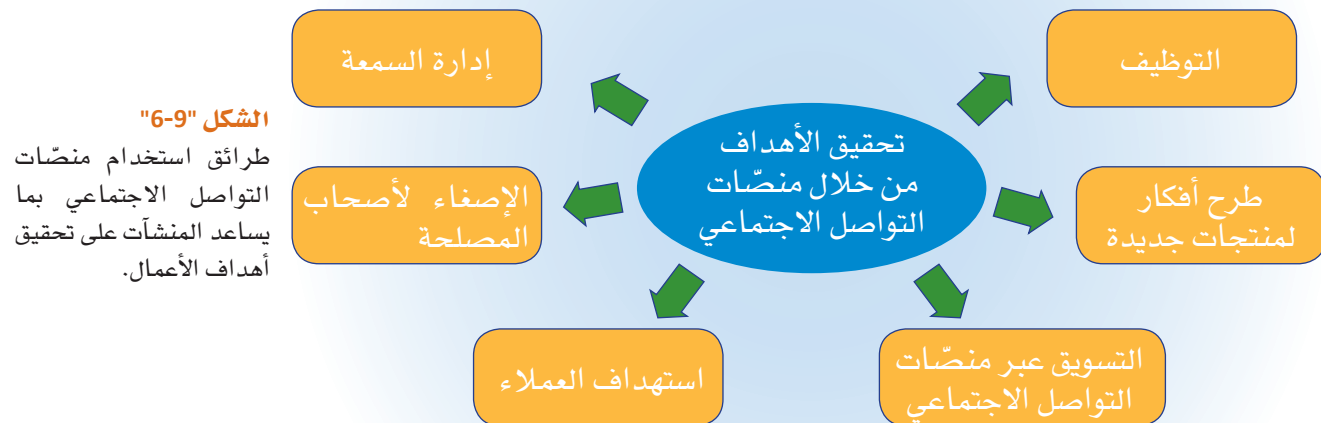 التوظيف
إدارة السمعة
تحقيق الأهداف
من خلال منصّات
التواصل الاجتماعي
الشكل "9-6"
طرائق استخدام منصّات
التواصل الاجتماعي بما
يساعد المنشآت على تحقيق
أهداف الأعمال.
طرح أفكار
لمنتجات جديدة
الإصغاء لأصحاب
المصلحة
التسويق عبر منصّات
التواصل الاجتماعي
استهداف العملاء